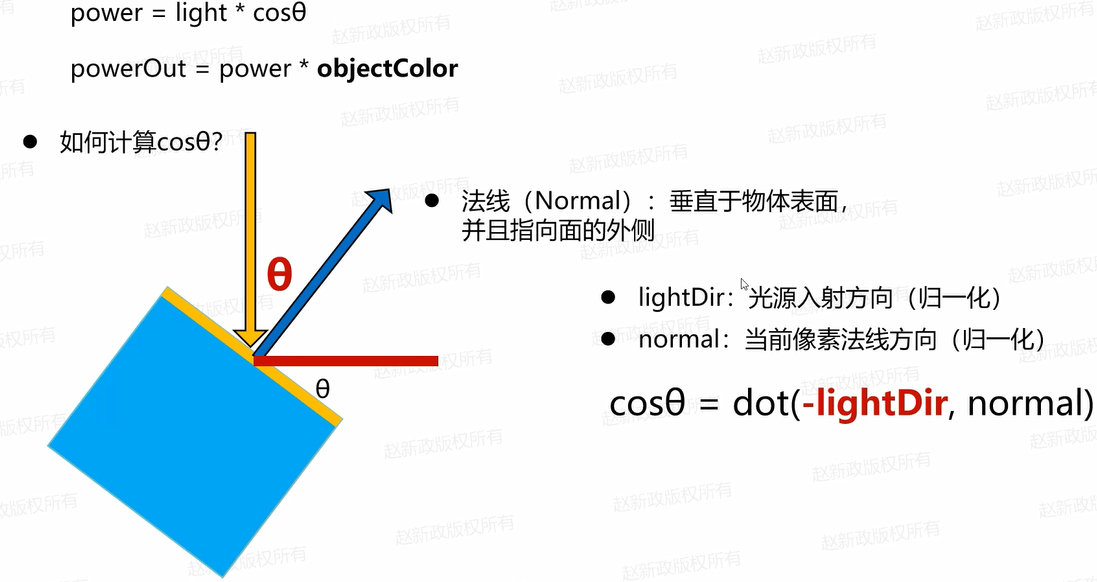 power = light * cosθ
powerOut = power * objectColor
如何计算cosθ?
法线（Normal）：垂直于物体表面，
并且指向面的外侧
θ
lightDir：光源入射方向（归一化）
normal：当前像素法线方向（归一化）
θ
cosθ = dot(-lightDir, normal)
赵新政版权所有